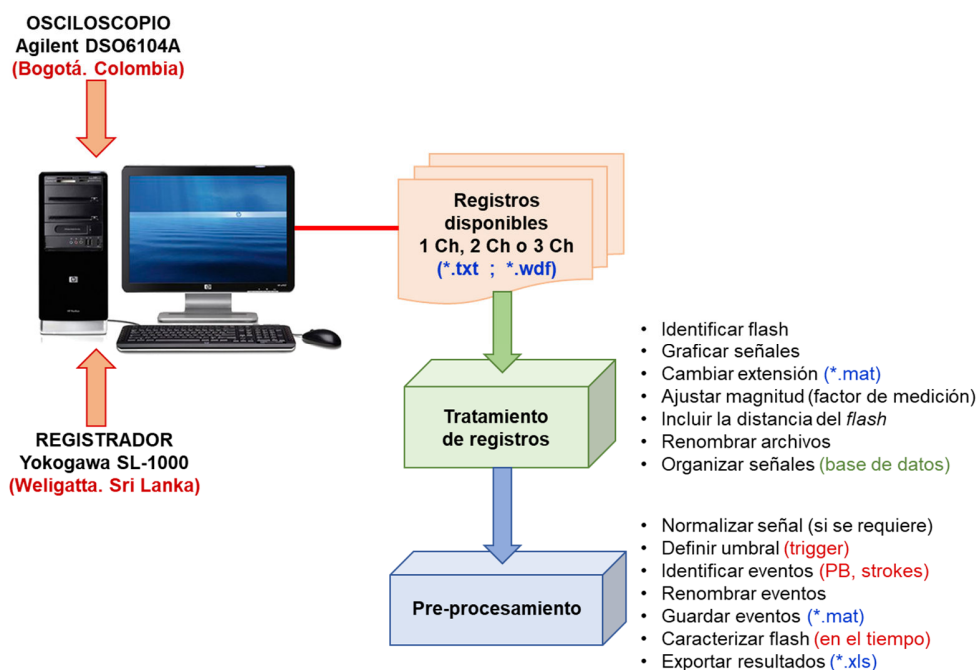 OSCILOSCOPIO
Agilent DSO6104A
(Bogotá. Colombia)
Registros
disponibles
1 Ch, 2 Ch o 3 Ch
(*.txt ; *.wdf)
REGISTRADOR
Yokogawa SL-1000
(Weligatta. Sri Lanka)
Tratamiento
de registros
• Identificar flash
• Graficar señales
• Cambiar extensión (*.mat)
• Ajustar magnitud (factor de medición)
• Incluir la distancia del flash
• Renombrar archivos
• Organizar señales (base de datos)
Pre-procesamiento
• Normalizar señal (si se requiere)
• Definir umbral (trigger)
• Identificar eventos (PB, strokes)
• Renombrar eventos
• Guardar eventos (*.mat)
• Caracterizar flash (en el tiempo)
• Exportar resultados (*.xls)